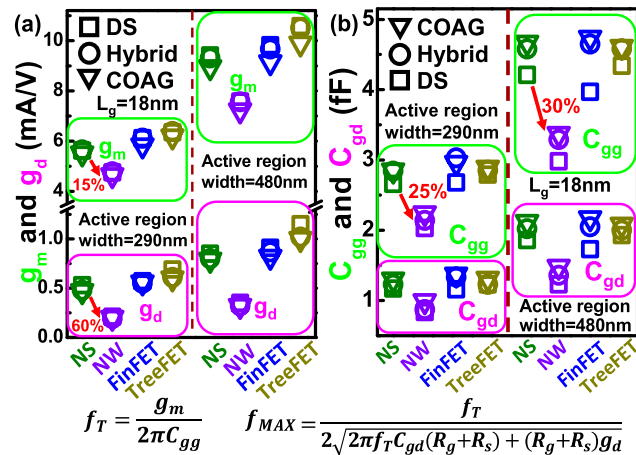 (a)
DS
Hybrid
COAG
L_g=18nm
g_m
15%
g_m
Active region
width=480nm
Active region
width=290nm
60%
g_d
g_d
g_m and g_d (mA/V)
10
8
6
4
1.0
0.5
0.0
NS
NW
FinFET
TreeFET
NS
NW
FinFET
TreeFET
(b)
COAG
Hybrid
DS
Active region
width=290nm
30%
C_gg
L_g=18nm
25%
C_gg
C_gd
C_gd
Active region
width=480nm
C_gg and C_gd (fF)
5
4
3
2
1
NS
NW
FinFET
TreeFET
NS
NW
FinFET
TreeFET
f_T = g_m / 2πC_gg
f_MAX = f_T / 2√(2πf_T C_gd(R_g+R_s) + (R_g+R_s)g_d)